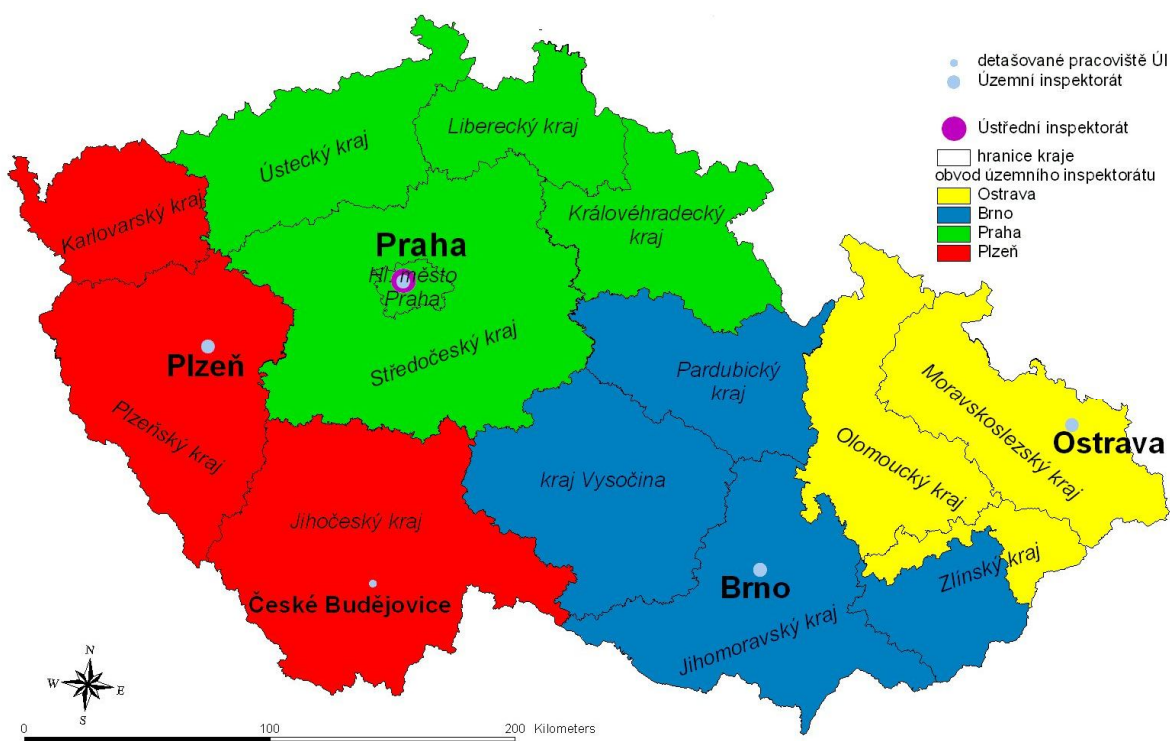 detašované pracoviště ÚI
Územní inspektorát
Ústřední inspektorát
hranice kraje
obvod územního inspektorátu
Ostrava
Brno
Praha
Plzeň
Liberecký kraj
Ústecký kraj
Karlovarský kraj
Královéhradecký
kraj
Praha
Hl. město
Praha
Středočeský kraj
Plzeň
Plzeňský kraj
Pardubický
kraj
Moravskoslezský kraj
Ostrava
Olomoucký kraj
kraj Vysočina
Jihočeský kraj
Zlínský kraj
Brno
České Budějovice
Jihomoravský kraj
N
W
E
S
0 100 200 Kilometers